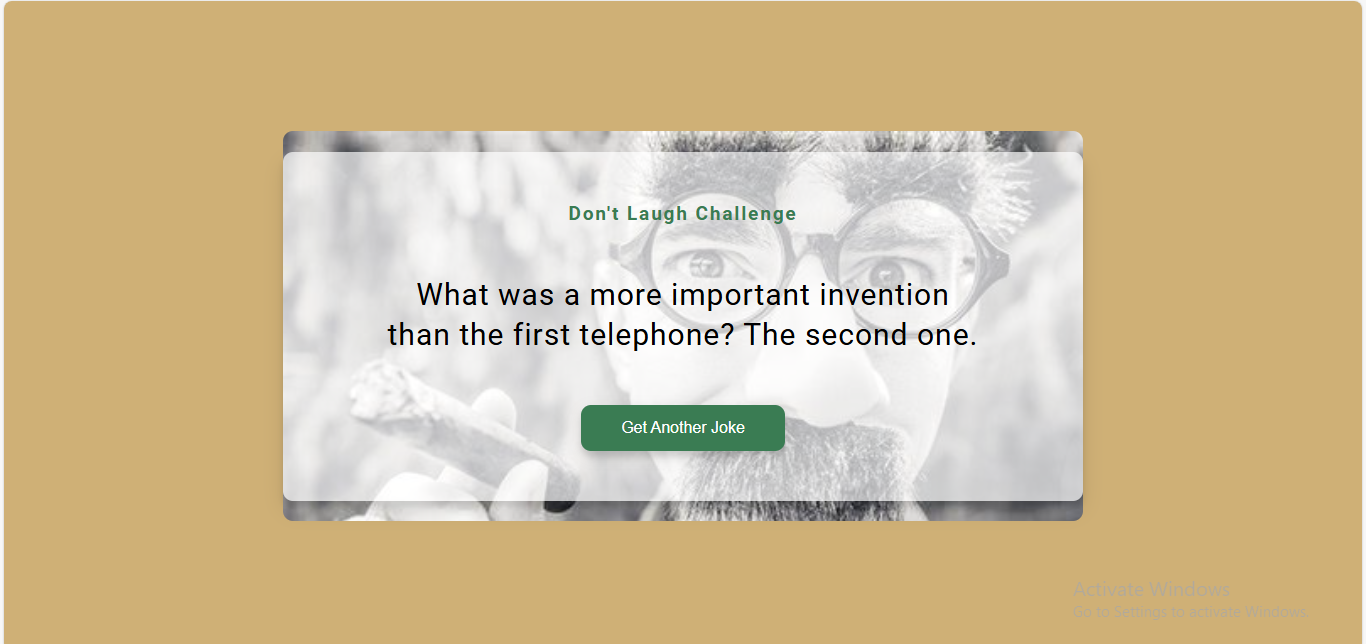 Don't Laugh Challenge
What was a more important invention
than the first telephone? The second one.
Get Another Joke
Activate Windows
Go to Settings to activate Windows.